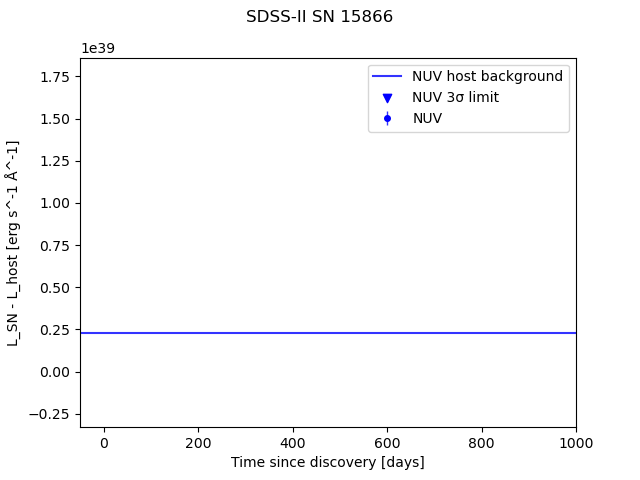 SDSS-II SN 15866
1e39
NUV host background
NUV 3σ limit
NUV
1.75
1.50
1.25
1.00
0.75
0.50
0.25
0.00
−0.25
L_SN - L_host [erg s^-1 Å^-1]
0 200 400 600 800 1000
Time since discovery [days]